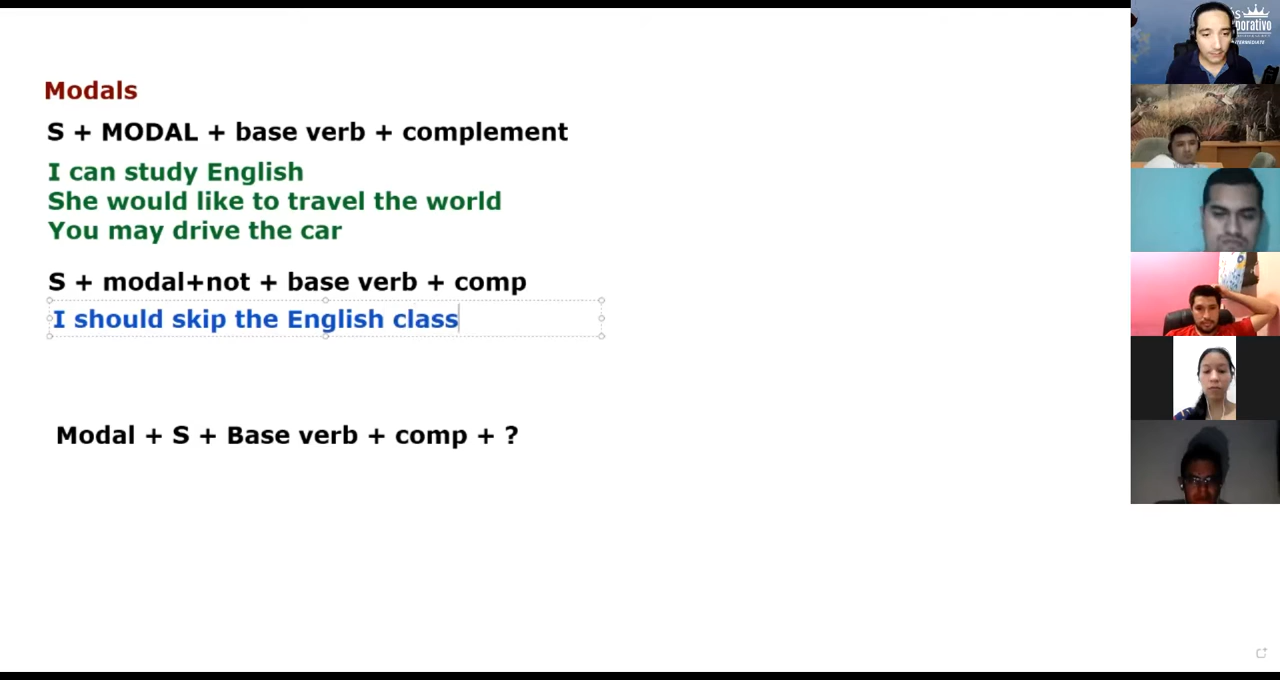 Modals
S + MODAL + base verb + complement
I can study English
She would like to travel the world
You may drive the car
S + modal+not + base verb + comp
I should skip the English class
Modal + S + Base verb + comp + ?